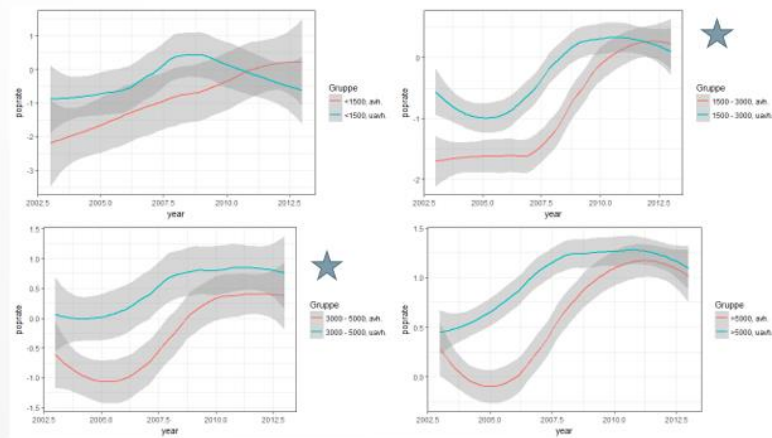 1
0
-1
-2
-3
poprate
2002.5 2005.0 2007.5 2010.0 2012.5
year
Gruppe
<1500, avh.
<1500, uavh.
0
-1
-2
poprate
2002.5 2005.0 2007.5 2010.0 2012.5
year
Gruppe
1500 - 3000, avh.
1500 - 3000, uavh.
1.5
1.0
0.5
0.0
-0.5
-1.0
-1.5
poprate
2002.5 2005.0 2007.5 2010.0 2012.5
year
Gruppe
3000 - 5000, avh.
3000 - 5000, uavh.
1.5
1.0
0.5
0.0
poprate
2002.5 2005.0 2007.5 2010.0 2012.5
year
Gruppe
>5000, avh.
>5000, uavh.